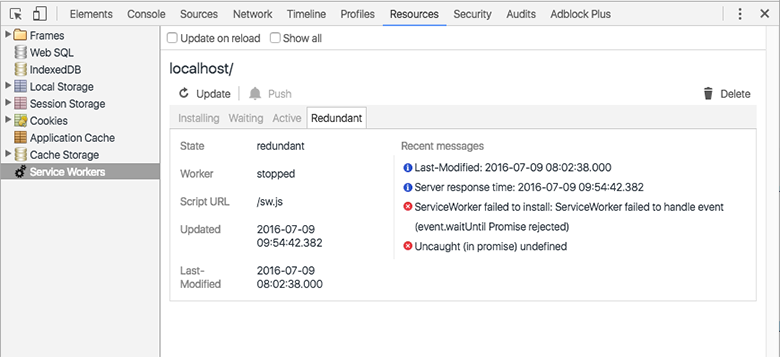 Elements Console Sources Network Timeline Profiles Resources Security Audits Adblock Plus
Frames
Web SQL
IndexedDB
Local Storage
Session Storage
Cookies
Application Cache
Cache Storage
Service Workers
Update on reload Show all
localhost/
Update Push Delete
Installing Waiting Active Redundant
State redundant
Worker stopped
Script URL /sw.js
Updated 2016-07-09
09:54:42.382
Last- 2016-07-09
Modified 08:02:38.000
Recent messages
Last-Modified: 2016-07-09 08:02:38.000
Server response time: 2016-07-09 09:54:42.382
ServiceWorker failed to install: ServiceWorker failed to handle event
(event.waitUntil Promise rejected)
Uncaught (in promise) undefined